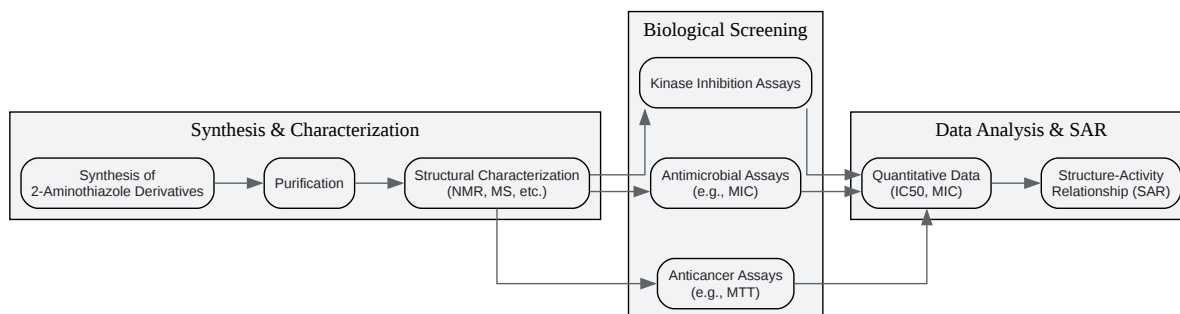 Biological Screening
Kinase Inhibition Assays
Synthesis & Characterization
Data Analysis & SAR
Synthesis of
2-Aminothiazole Derivatives
Purification
Structural Characterization
(NMR, MS, etc.)
Antimicrobial Assays
(e.g., MIC)
Quantitative Data
(IC50, MIC)
Structure-Activity
Relationship (SAR)
Anticancer Assays
(e.g., MTT)